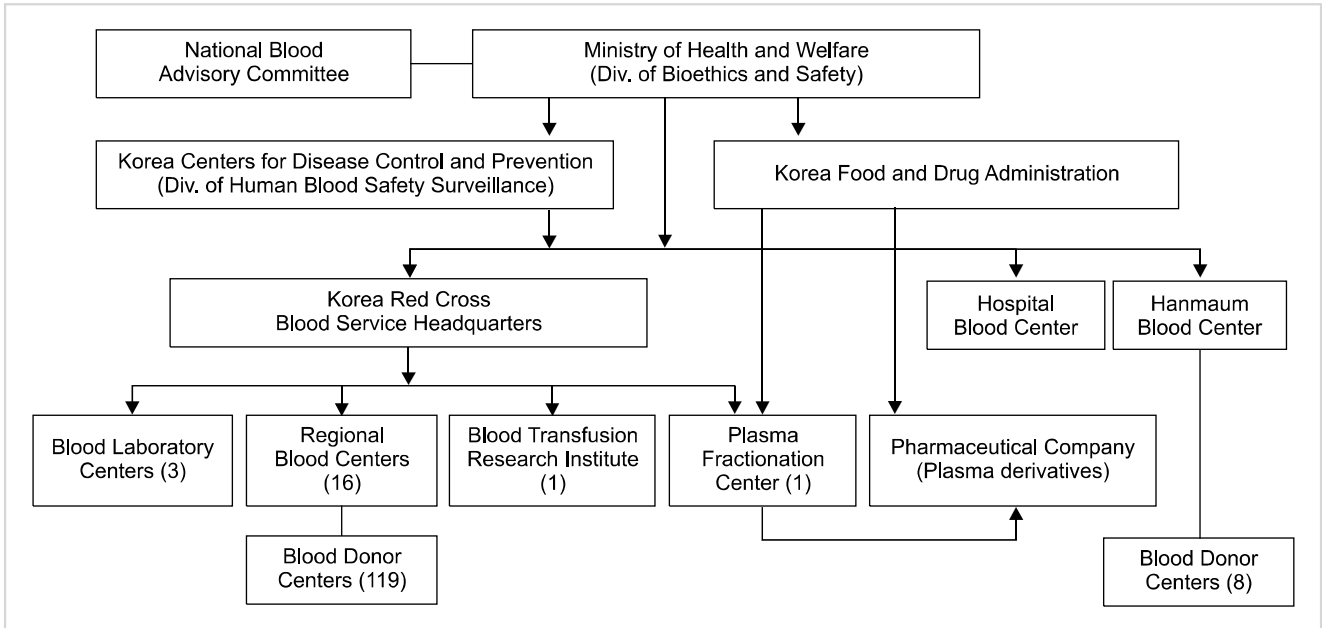 National Blood
Advisory Committee
Ministry of Health and Welfare
(Div. of Bioethics and Safety)
Korea Centers for Disease Control and Prevention
(Div. of Human Blood Safety Surveillance)
Korea Food and Drug Administration
Korea Red Cross
Blood Service Headquarters
Hospital
Blood Center
Hanmaum
Blood Center
Blood Laboratory
Centers (3)
Regional
Blood Centers
(16)
Blood Transfusion
Research Institute
(1)
Plasma
Fractionation
Center (1)
Pharmaceutical Company
(Plasma derivatives)
Blood Donor
Centers (119)
Blood Donor
Centers (8)